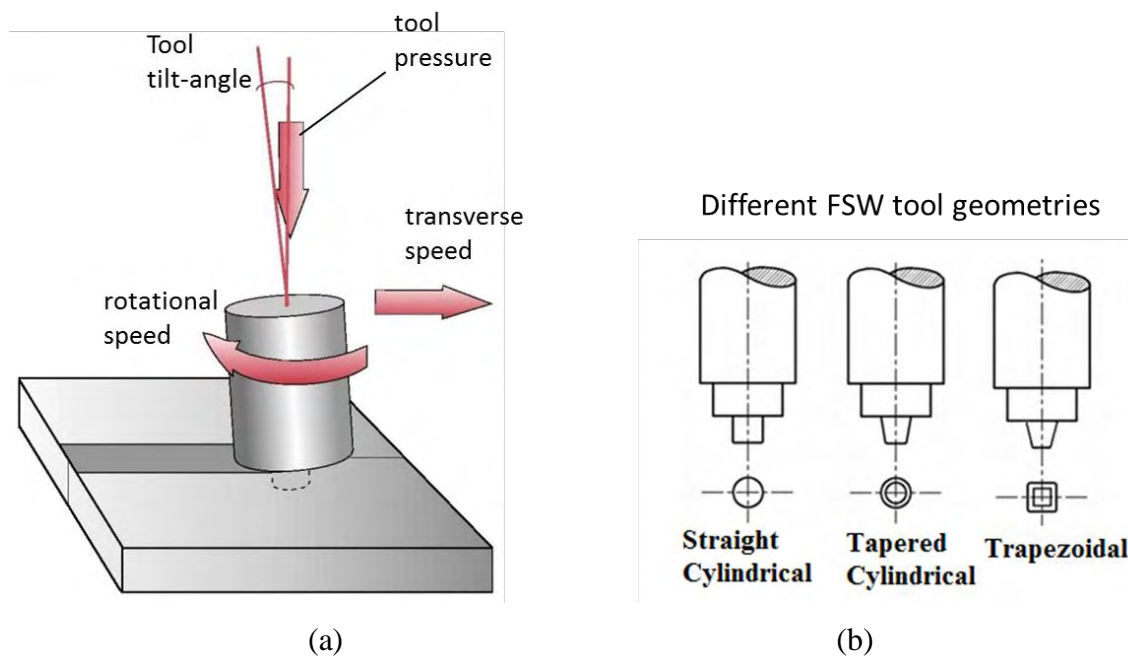 tool
pressure
Tool
tilt-angle
transverse
speed
rotational
speed
Different FSW tool geometries
Straight
Cylindrical
Tapered
Cylindrical
Trapezoidal
(a)
(b)